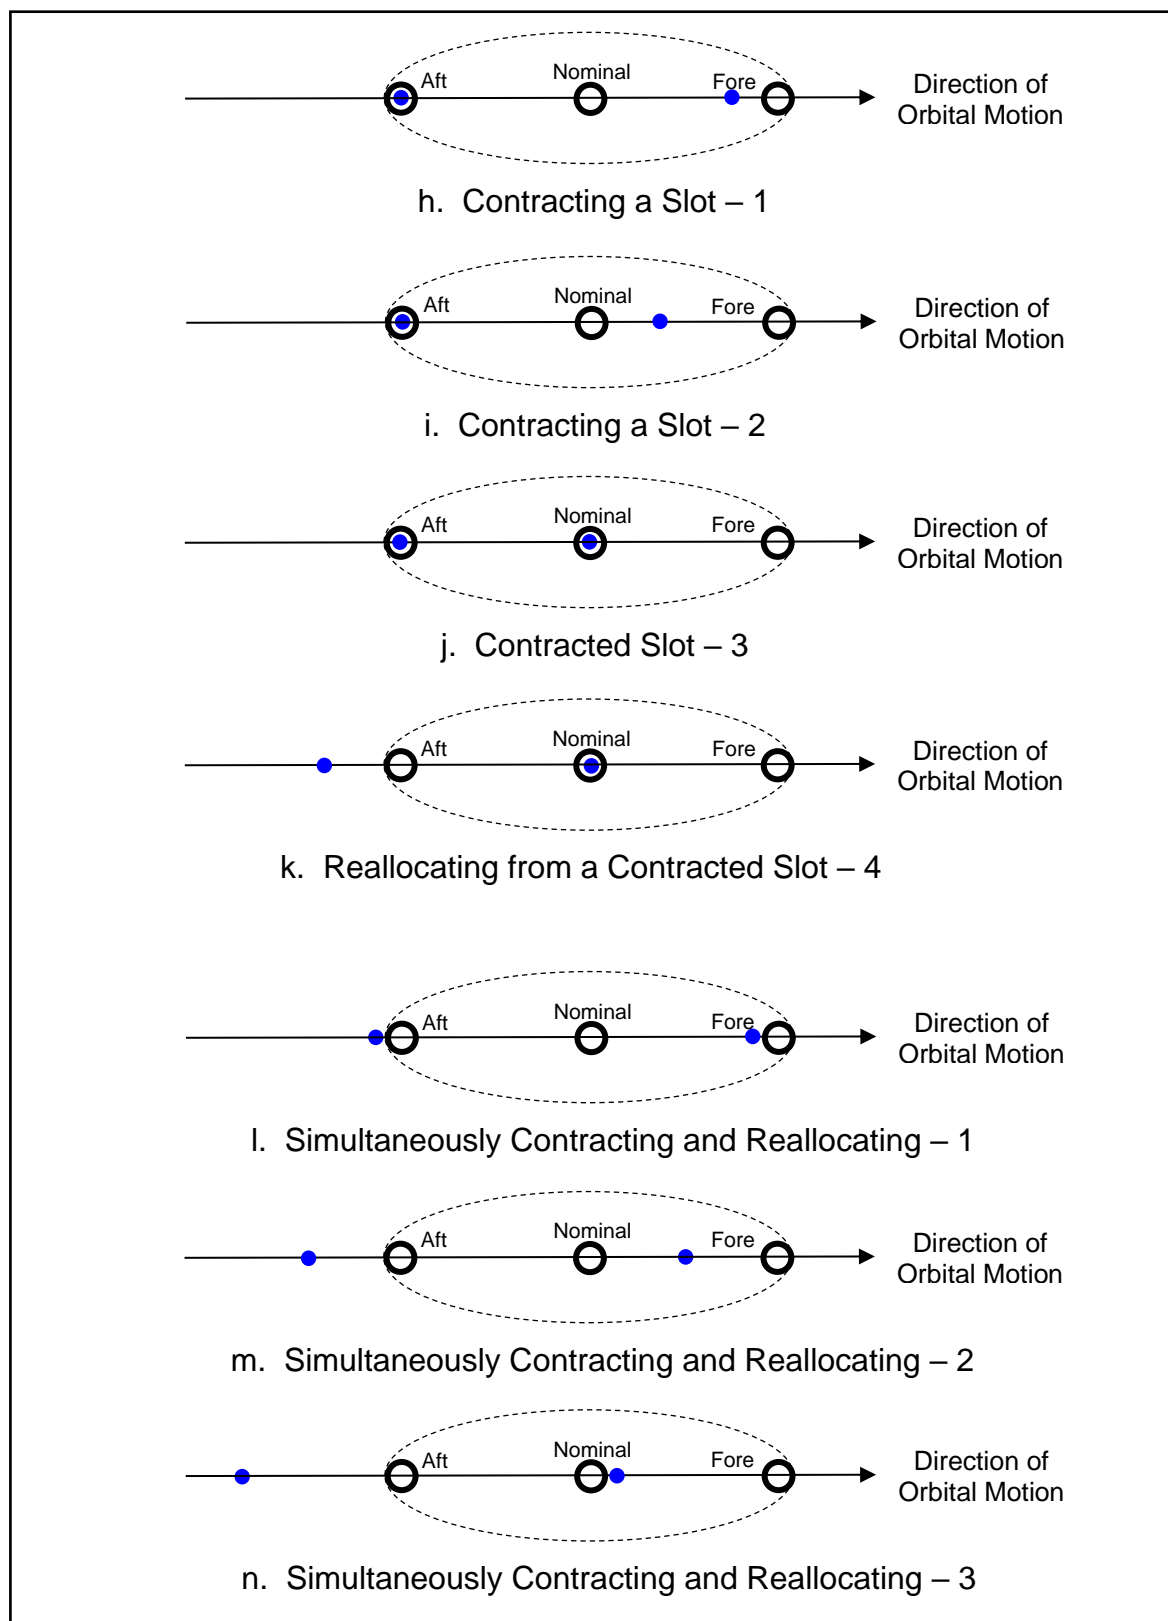 Aft
Nominal
Fore
Direction of
Orbital Motion
h. Contracting a Slot – 1
Aft
Nominal
Fore
Direction of
Orbital Motion
i. Contracting a Slot – 2
Aft
Nominal
Fore
Direction of
Orbital Motion
j. Contracted Slot – 3
Aft
Nominal
Fore
Direction of
Orbital Motion
k. Reallocating from a Contracted Slot – 4
Aft
Nominal
Fore
Direction of
Orbital Motion
l. Simultaneously Contracting and Reallocating – 1
Aft
Nominal
Fore
Direction of
Orbital Motion
m. Simultaneously Contracting and Reallocating – 2
Aft
Nominal
Fore
Direction of
Orbital Motion
n. Simultaneously Contracting and Reallocating – 3